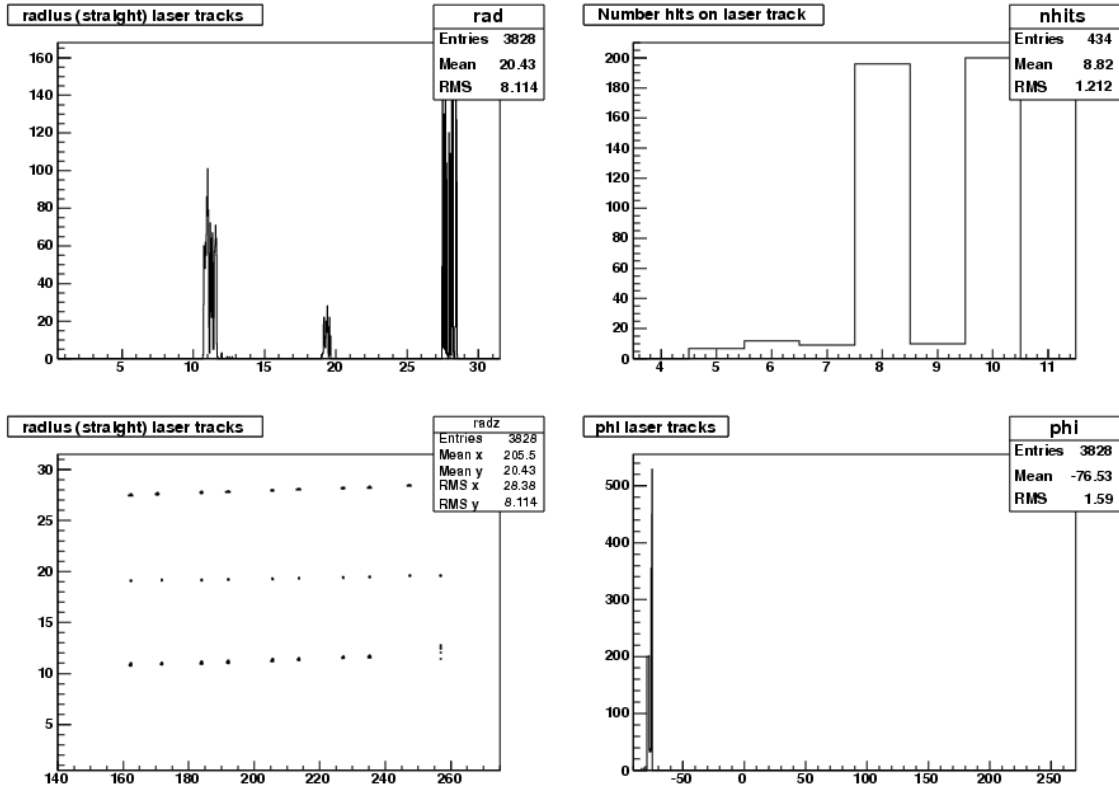 radius (straight) laser tracks
rad
Entries 3828
Mean 20.43
RMS 8.114
160
140
120
100
80
60
40
20
0
5 10 15 20 25 30
Number hits on laser track
nhits
Entries 434
Mean 8.82
RMS 1.212
200
180
160
140
120
100
80
60
40
20
0
4 5 6 7 8 9 10 11
radius (straight) laser tracks
radz
Entries 3828
Mean x 205.5
Mean y 20.43
RMS x 28.38
RMS y 8.114
30
25
20
15
10
5
140 160 180 200 220 240 260
phi laser tracks
phi
Entries 3828
Mean -76.53
RMS 1.59
500
400
300
200
100
0
-50 0 50 100 150 200 250